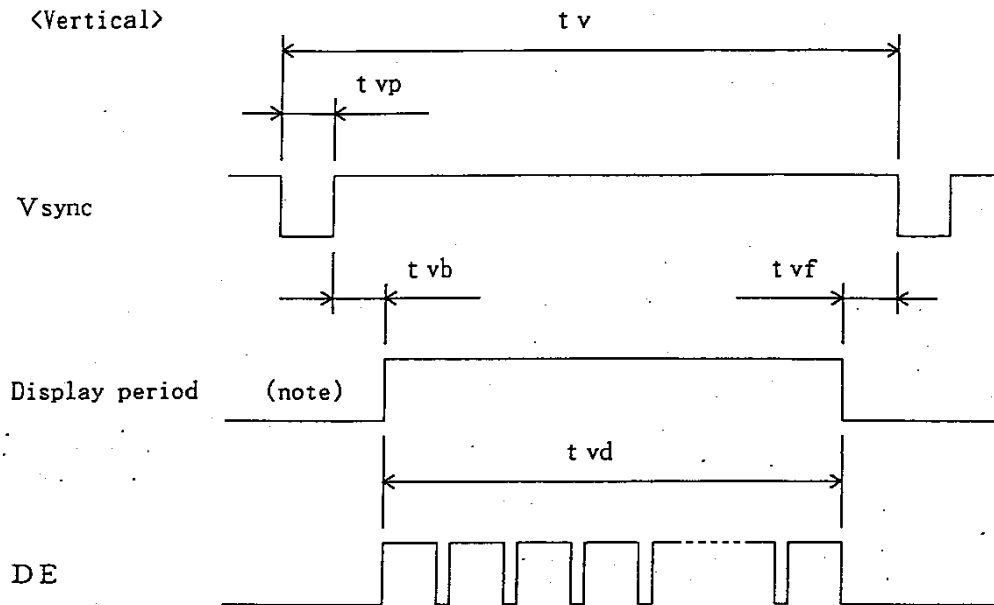 <Vertical>
t v
t vp
Vsync
t vb
t vf
Display period (note)
t vd
DE